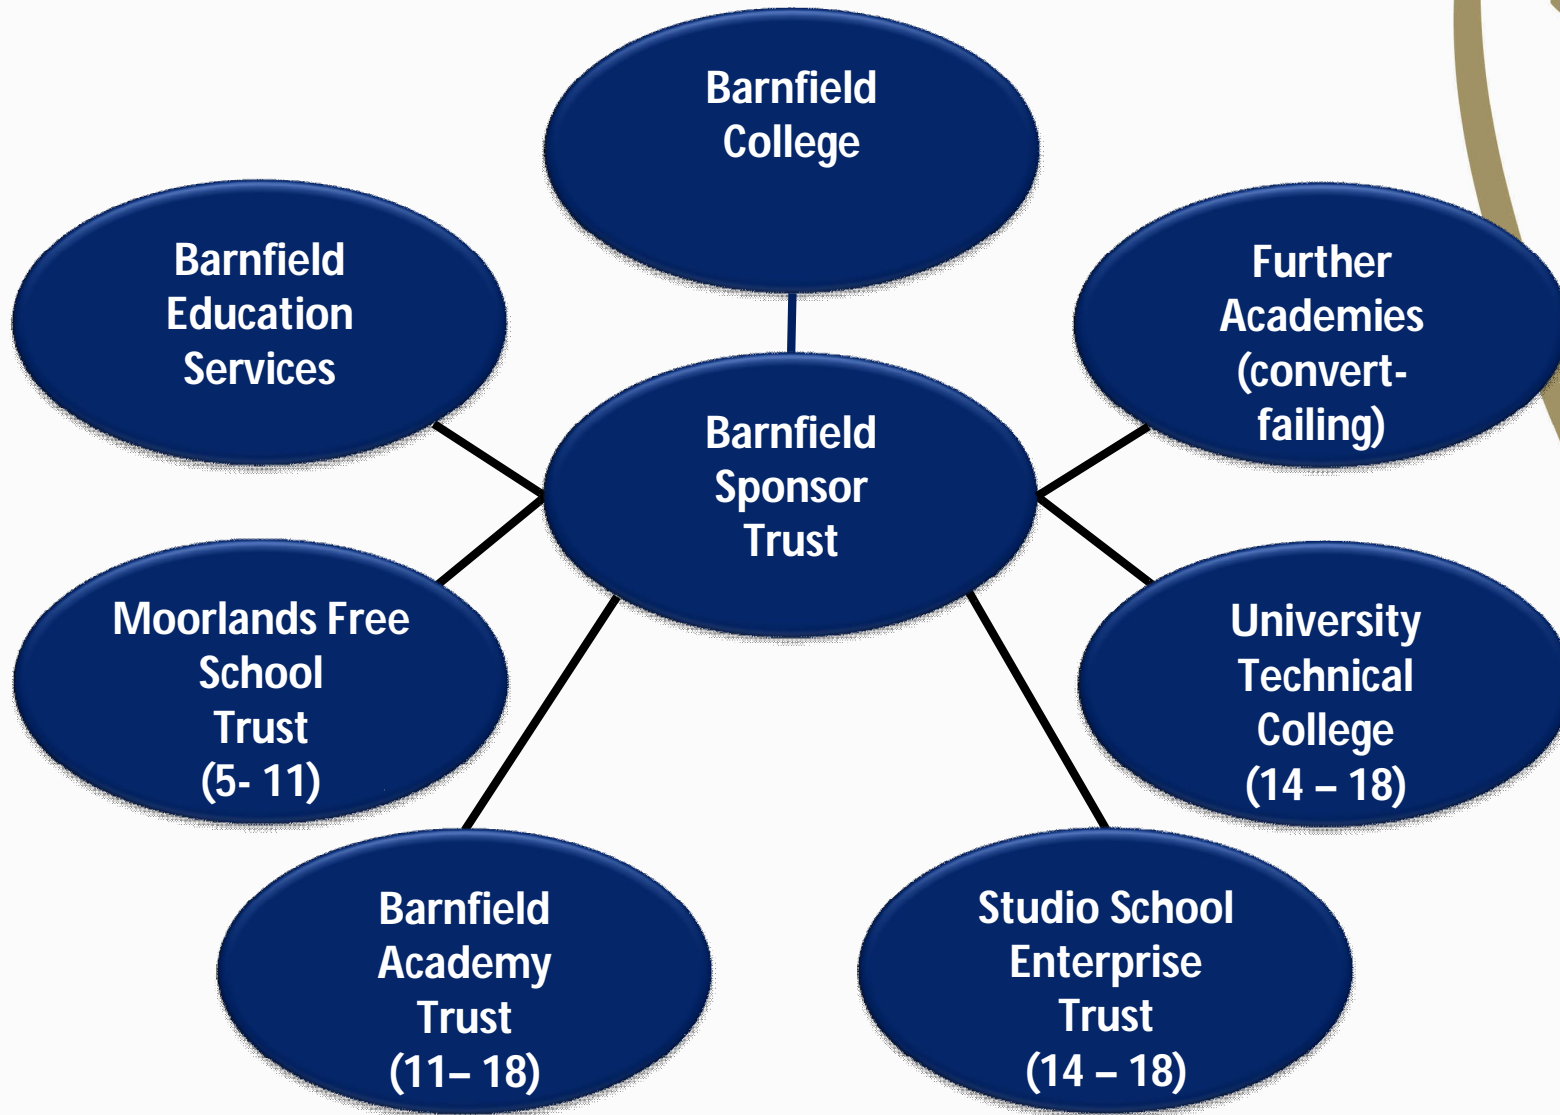 Barnfield
College
Barnfield
Education
Services
Further
Academies
(convert-
failing)
Barnfield
Sponsor
Trust
Moorlands Free
School
Trust
(5- 11)
University
Technical
College
(14 – 18)
Barnfield
Academy
Trust
(11– 18)
Studio School
Enterprise
Trust
(14 – 18)